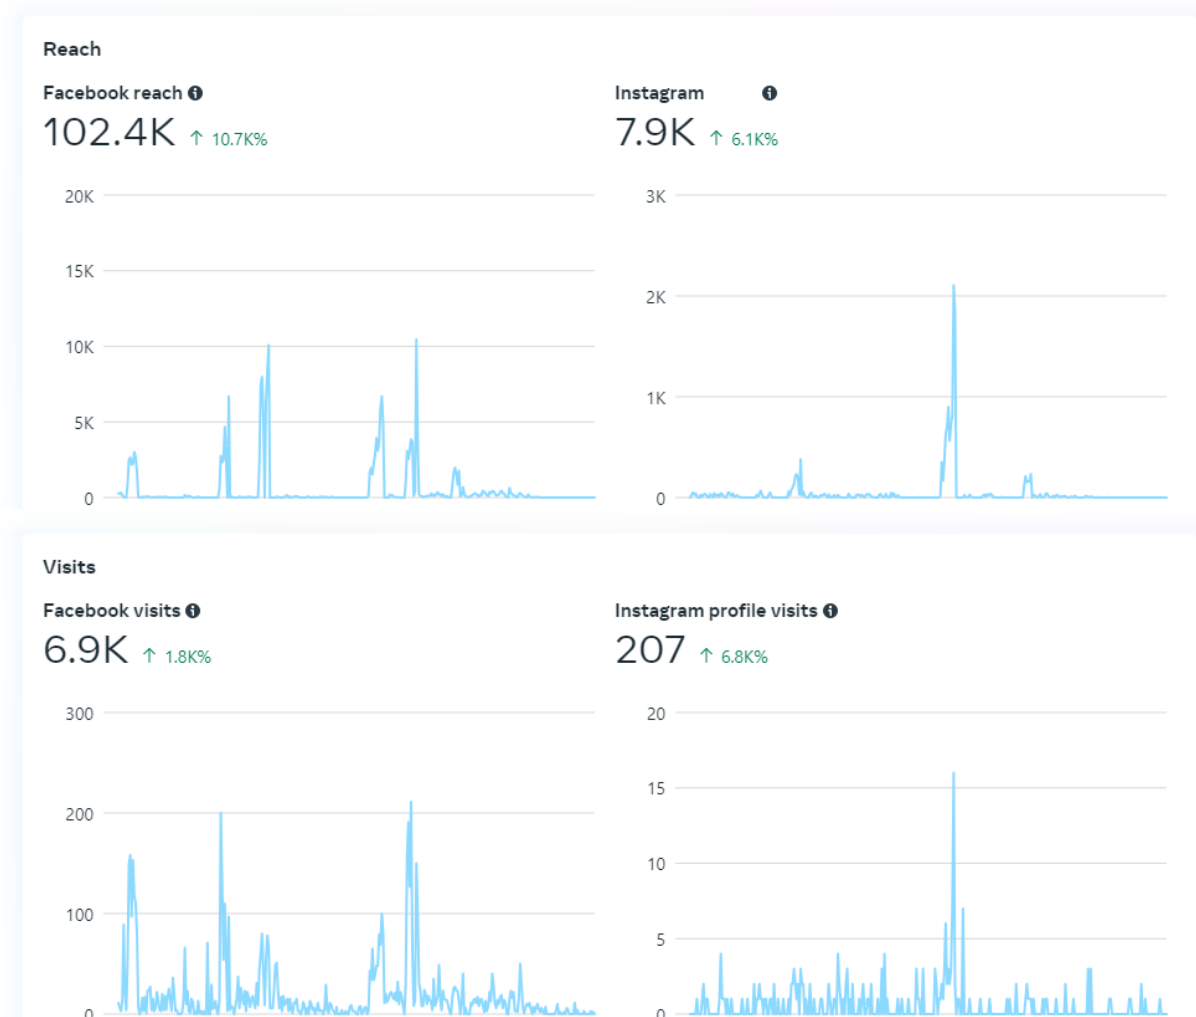 Reach
Facebook reach
102.4K ↑ 10.7K%
20K
15K
10K
5K
0
Instagram
7.9K ↑ 6.1K%
3K
2K
1K
0
Visits
Facebook visits
6.9K ↑ 1.8K%
300
200
100
0
Instagram profile visits
207 ↑ 6.8K%
20
15
10
5
0